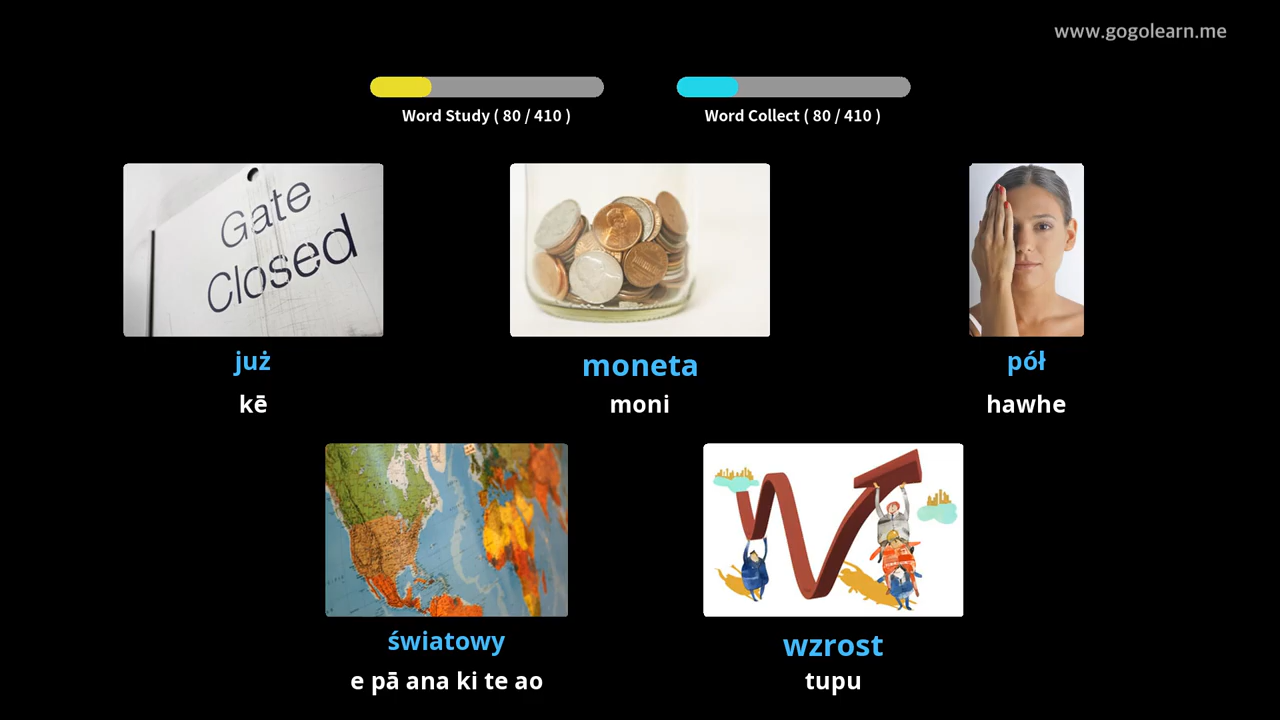 www.gogolearn.me
Word Study ( 80 / 410 )
Word Collect ( 80 / 410 )
Gate
Closed
już
moneta
pół
kē
moni
hawhe
światowy
wzrost
e pā ana ki te ao
tupu